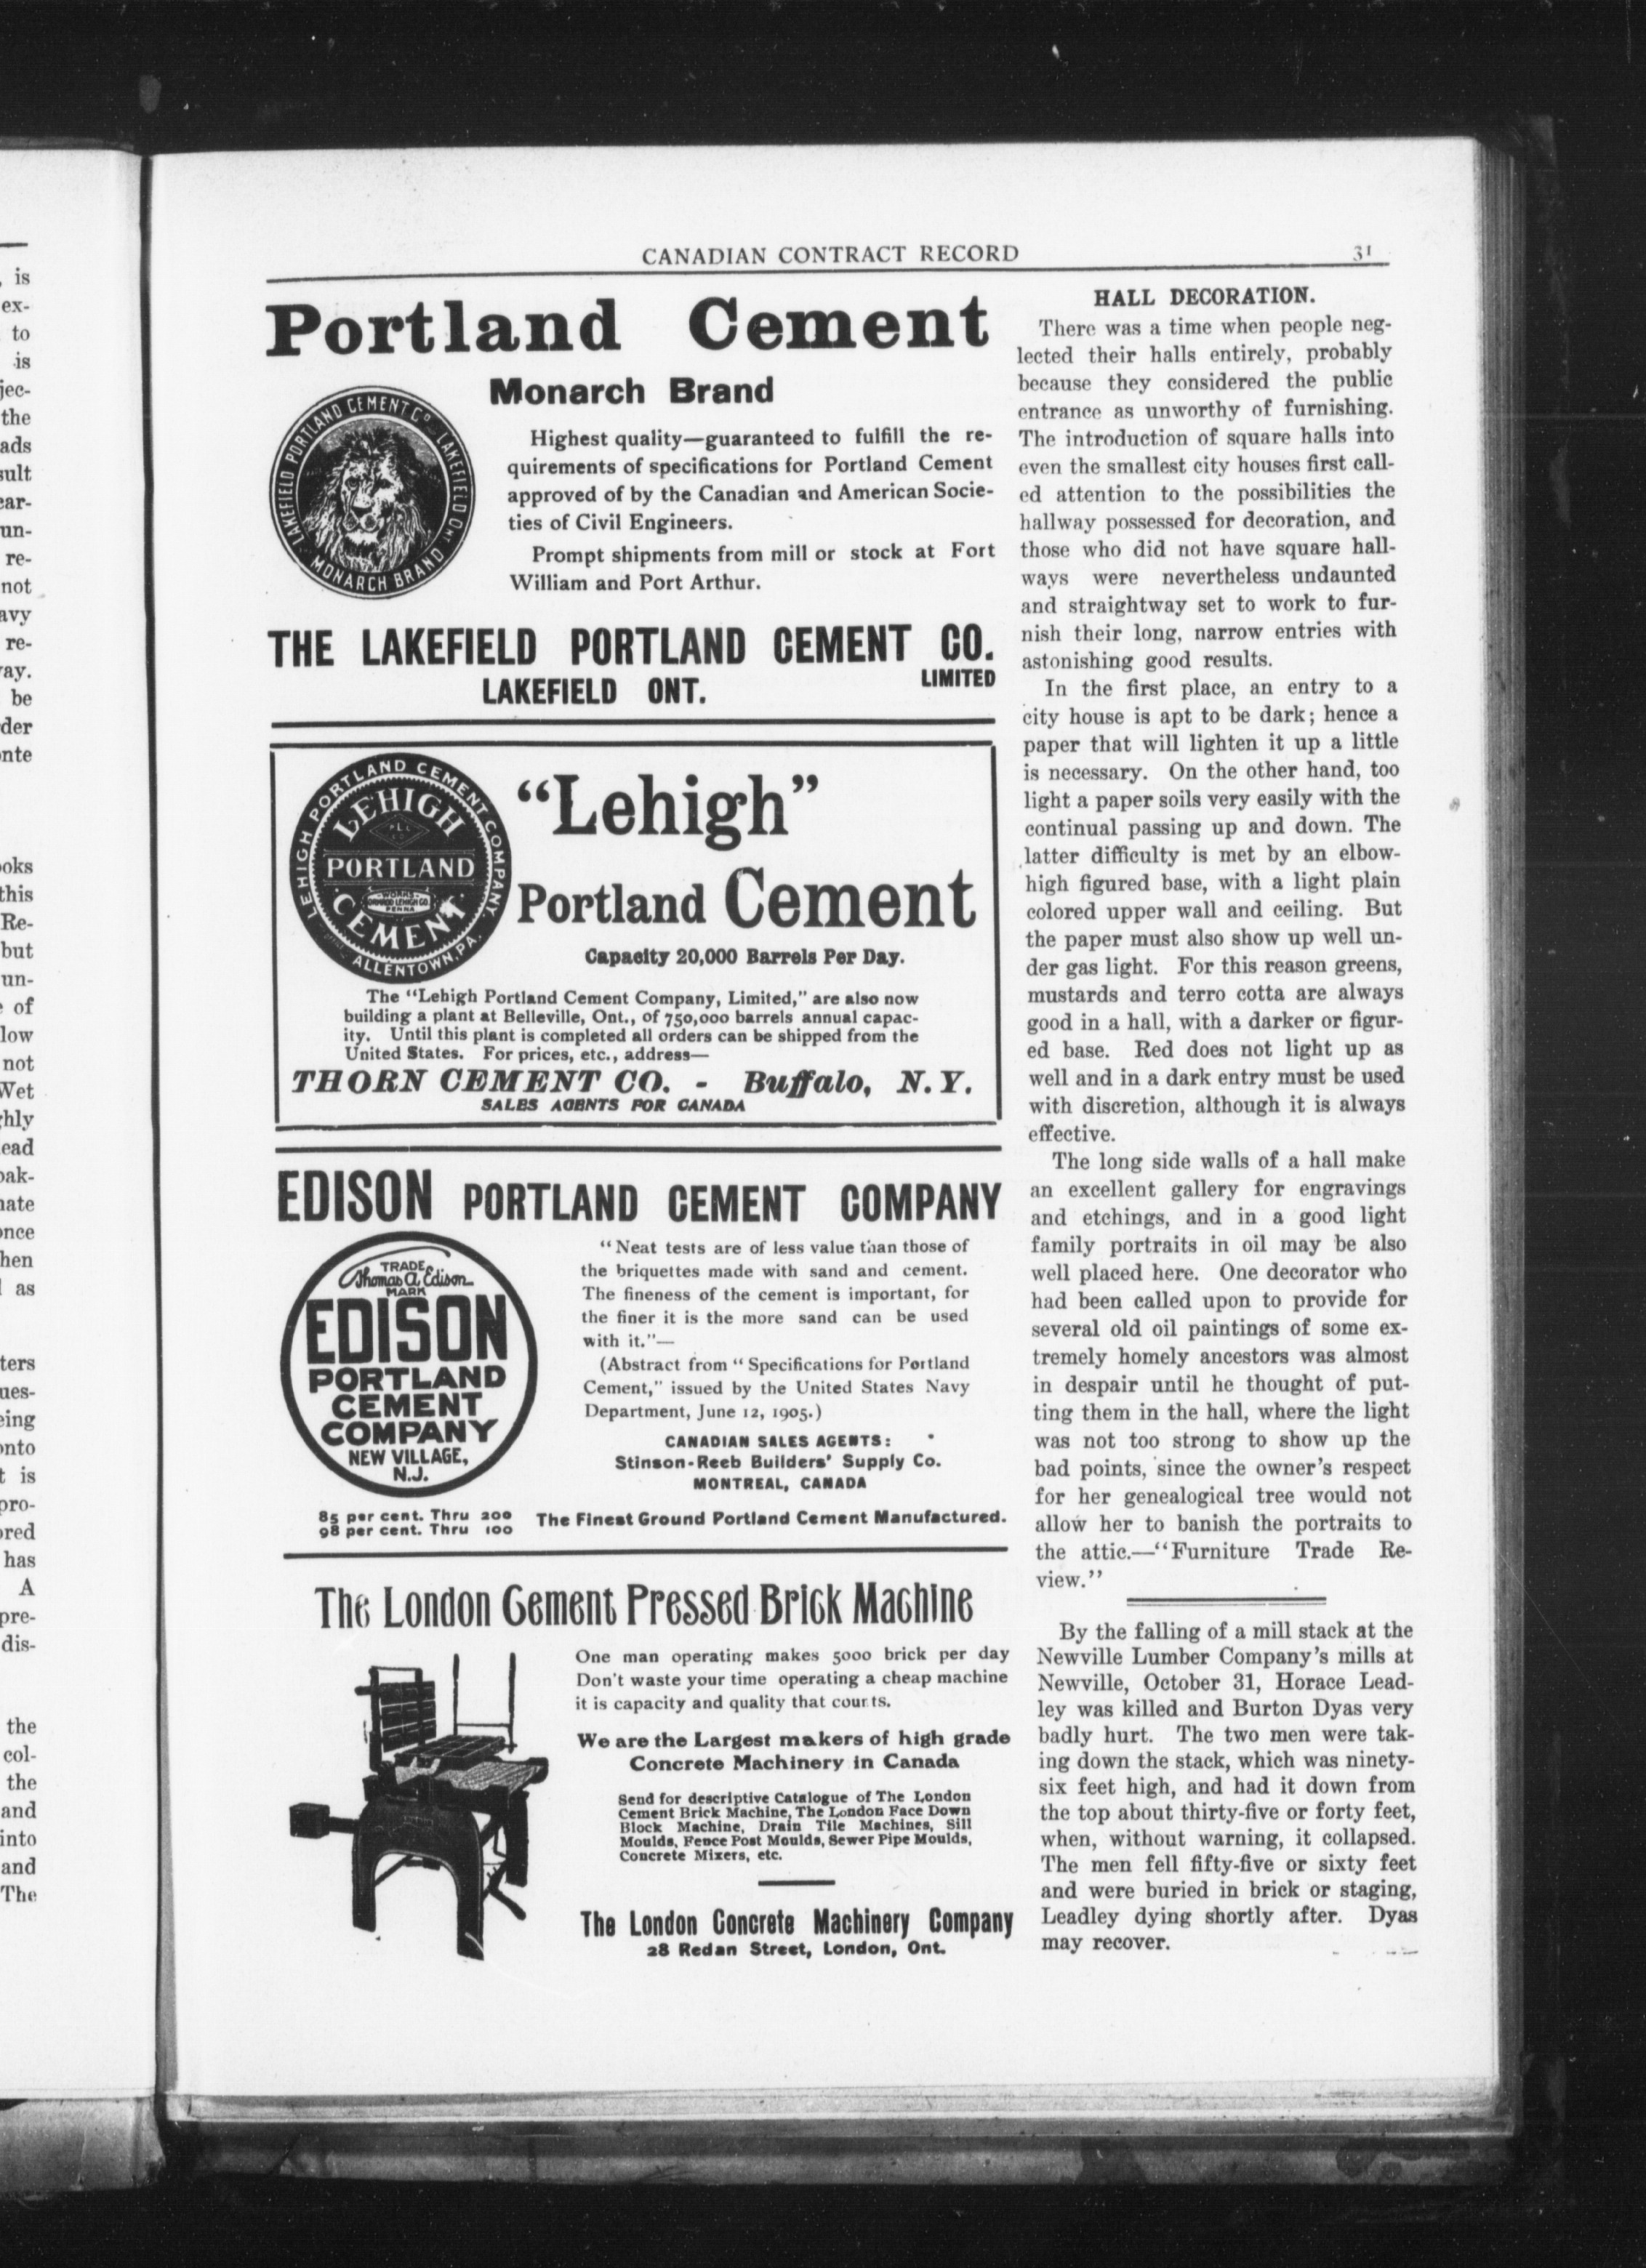 CANADIAN CONTRACT RECORD 31
Portland Cement
LAKEFIELD PORTLAND CEMENT Co. LAKEFIELD ONT.
MONARCH BRAND
Monarch Brand
Highest quality—guaranteed to fulfill the re-
quirements of specifications for Portland Cement
approved of by the Canadian and American Socie-
ties of Civil Engineers.
Prompt shipments from mill or stock at Fort
William and Port Arthur.
THE LAKEFIELD PORTLAND CEMENT CO.
LIMITED
LAKEFIELD ONT.
LEHIGH PORTLAND CEMENT COMPANY.
ALLENTOWN, PA.
LEHIGH
PORTLAND
CEMENT
"Lehigh"
Portland Cement
Capacity 20,000 Barrels Per Day.
The "Lehigh Portland Cement Company, Limited," are also now
building a plant at Belleville, Ont., of 750,000 barrels annual capac-
ity. Until this plant is completed all orders can be shipped from the
United States. For prices, etc., address—
THORN CEMENT CO. - Buffalo, N. Y.
SALES AGENTS FOR CANADA
EDISON PORTLAND CEMENT COMPANY
TRADE
Thomas A. Edison
MARK
EDISON
PORTLAND
CEMENT
COMPANY
NEW VILLAGE,
N.J.
"Neat tests are of less value than those of
the briquettes made with sand and cement.
The fineness of the cement is important, for
the finer it is the more sand can be used
with it."—
(Abstract from "Specifications for Portland
Cement," issued by the United States Navy
Department, June 12, 1905.)
CANADIAN SALES AGENTS:
Stinson-Reeb Builders' Supply Co.
MONTREAL, CANADA
85 per cent. Thru 200
98 per cent. Thru 100
The Finest Ground Portland Cement Manufactured.
The London Cement Pressed Brick Machine
One man operating makes 5000 brick per day
Don't waste your time operating a cheap machine
it is capacity and quality that counts.
We are the Largest makers of high grade
Concrete Machinery in Canada
Send for descriptive Catalogue of The London
Cement Brick Machine, The London Face Down
Block Machine, Drain Tile Machines, Sill
Moulds, Fence Post Moulds, Sewer Pipe Moulds,
Concrete Mixers, etc.
The London Concrete Machinery Company
28 Redan Street, London, Ont.
HALL DECORATION.
There was a time when people neg-
lected their halls entirely, probably
because they considered the public
entrance as unworthy of furnishing.
The introduction of square halls into
even the smallest city houses first call-
ed attention to the possibilities the
hallway possessed for decoration, and
those who did not have square hall-
ways were nevertheless undaunted
and straightway set to work to fur-
nish their long, narrow entries with
astonishing good results.
In the first place, an entry to a
city house is apt to be dark; hence a
paper that will lighten it up a little
is necessary. On the other hand, too
light a paper soils very easily with the
continual passing up and down. The
latter difficulty is met by an elbow-
high figured base, with a light plain
colored upper wall and ceiling. But
the paper must also show up well un-
der gas light. For this reason greens,
mustards and terro cotta are always
good in a hall, with a darker or figur-
ed base. Red does not light up as
well and in a dark entry must be used
with discretion, although it is always
effective.
The long side walls of a hall make
an excellent gallery for engravings
and etchings, and in a good light
family portraits in oil may be also
well placed here. One decorator who
had been called upon to provide for
several old oil paintings of some ex-
tremely homely ancestors was almost
in despair until he thought of put-
ting them in the hall, where the light
was not too strong to show up the
bad points, since the owner's respect
for her genealogical tree would not
allow her to banish the portraits to
the attic.—"Furniture Trade Re-
view."
By the falling of a mill stack at the
Newville Lumber Company's mills at
Newville, October 31, Horace Lead-
ley was killed and Burton Dyas very
badly hurt. The two men were tak-
ing down the stack, which was ninety-
six feet high, and had it down from
the top about thirty-five or forty feet,
when, without warning, it collapsed.
The men fell fifty-five or sixty feet
and were buried in brick or staging,
Leadley dying shortly after. Dyas
may recover.